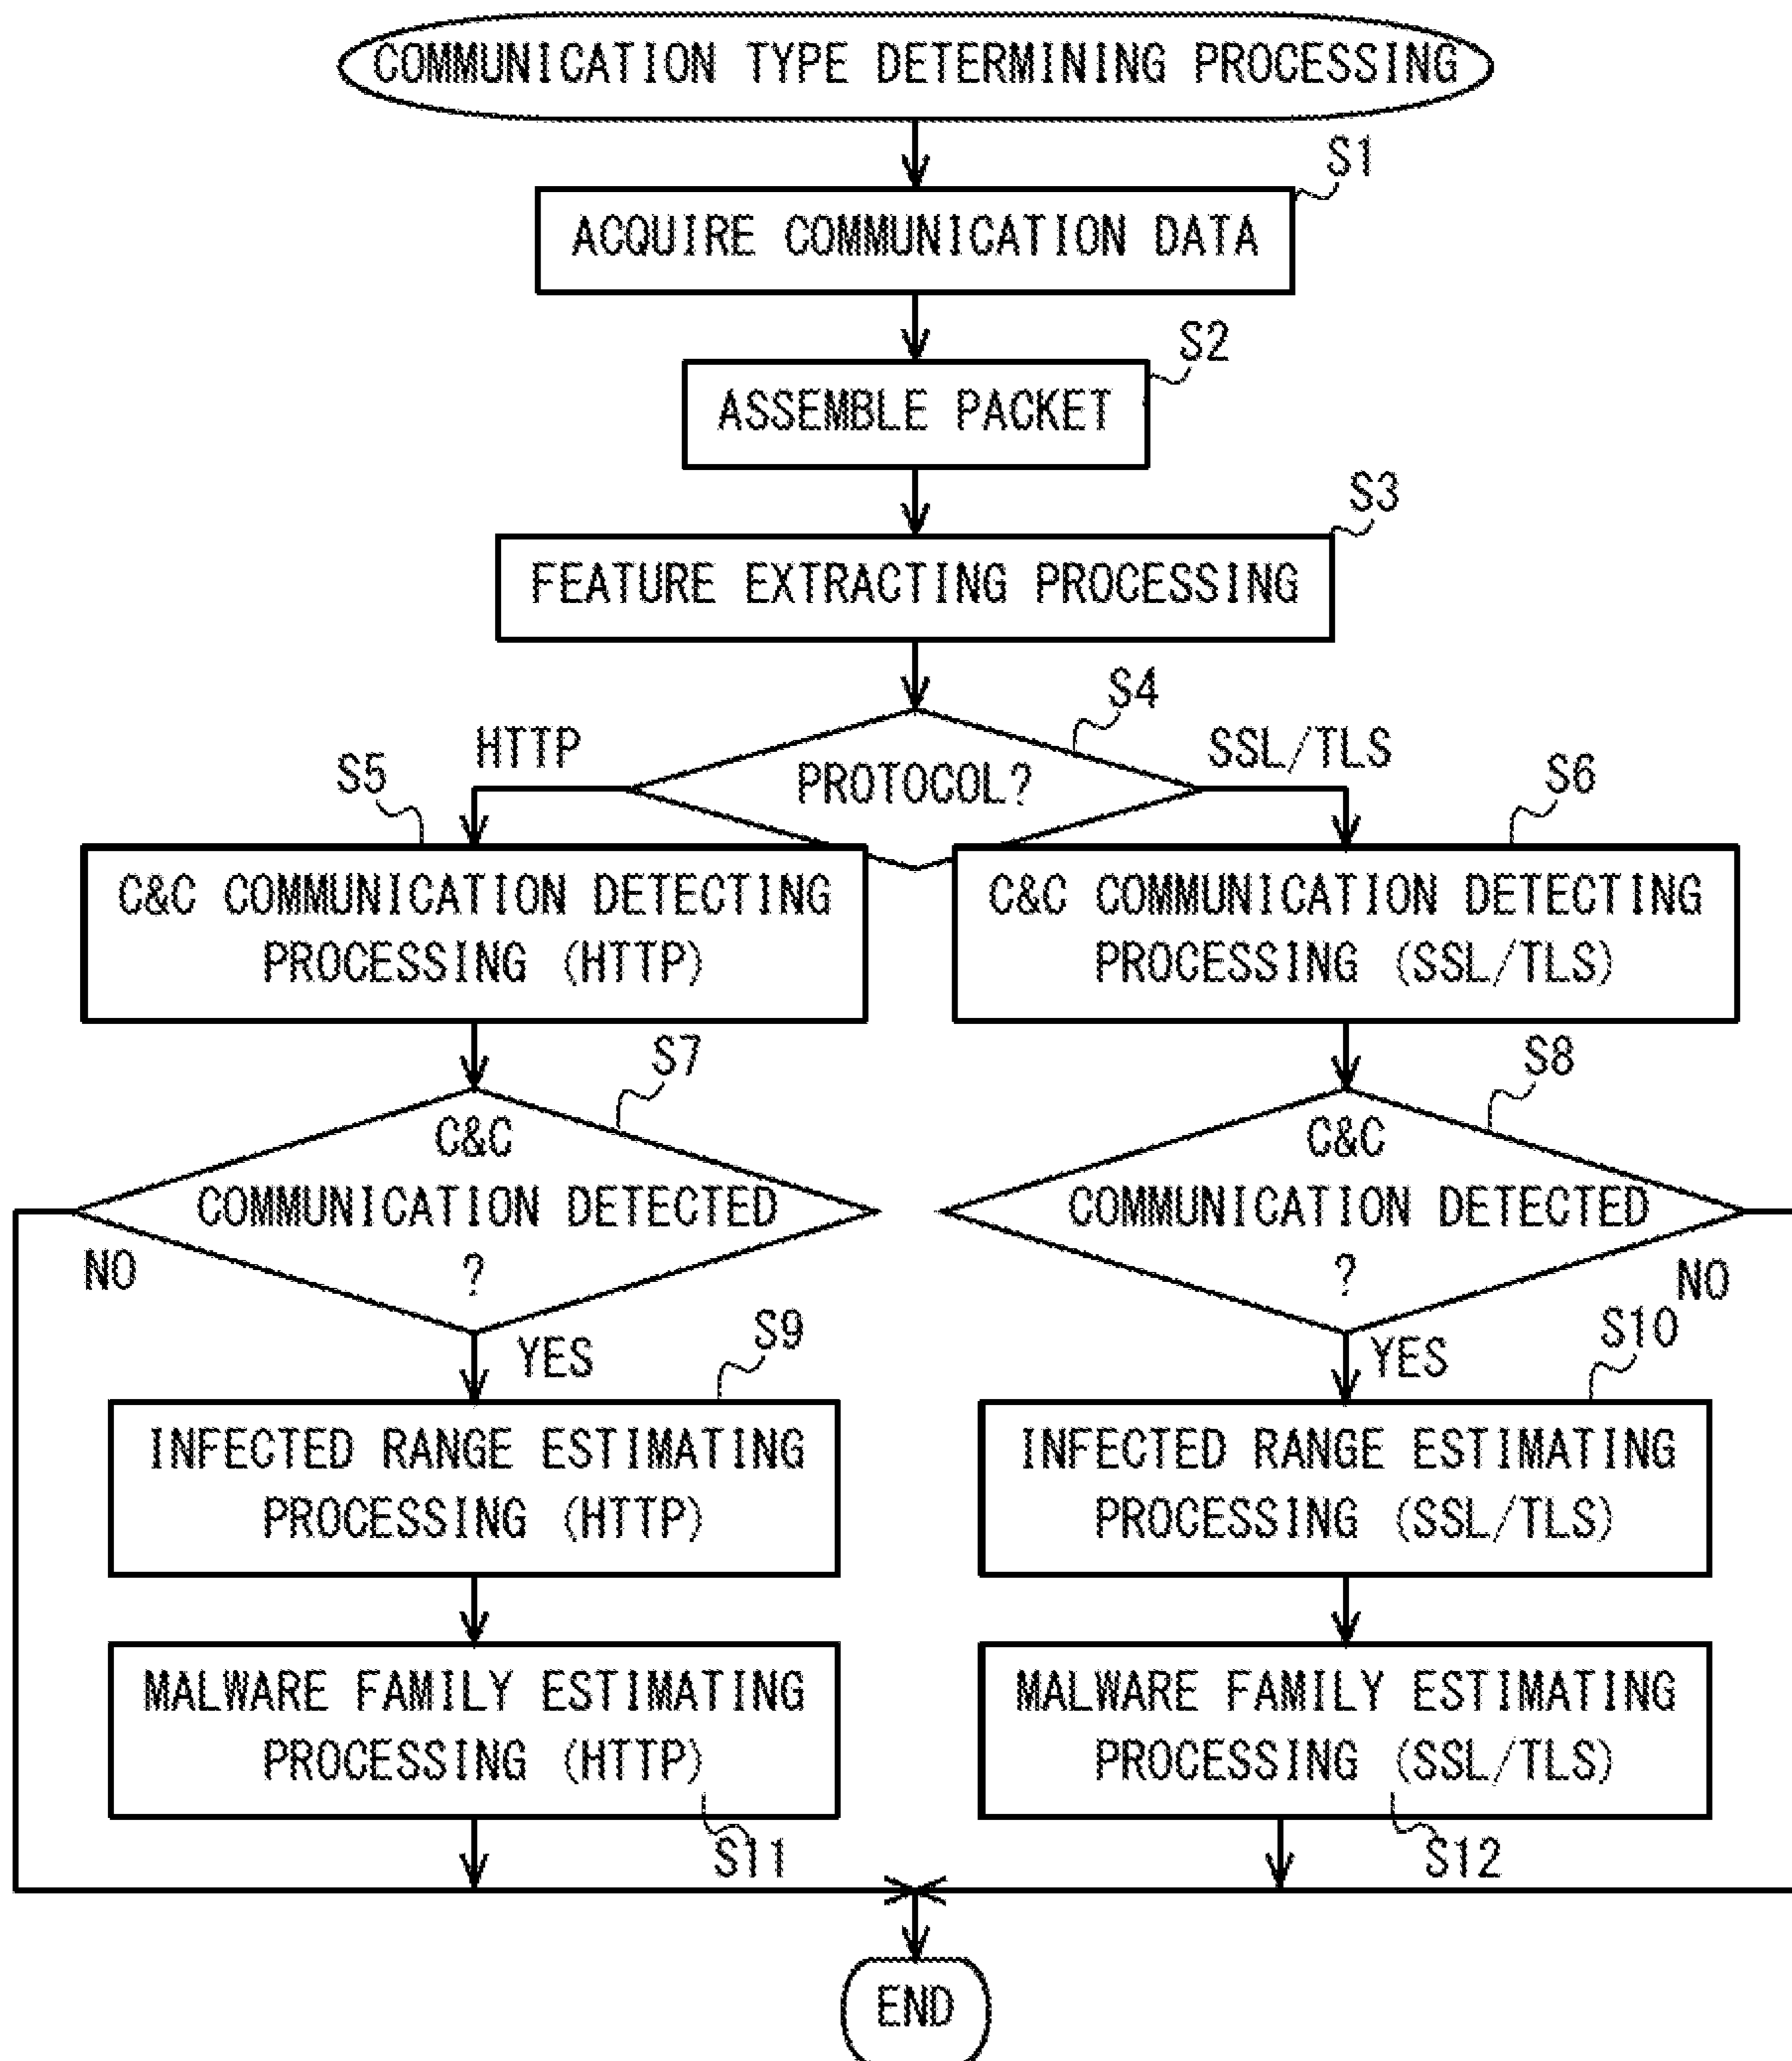 COMMUNICATION TYPE DETERMINING PROCESSING
S1
ACQUIRE COMMUNICATION DATA
S2
ASSEMBLE PACKET
S3
FEATURE EXTRACTING PROCESSING
S4
HTTP
PROTOCOL?
SSL/TLS
S5
S6
C&C COMMUNICATION DETECTING
PROCESSING (HTTP)
C&C COMMUNICATION DETECTING
PROCESSING (SSL/TLS)
S7
S8
C&C
COMMUNICATION DETECTED
?
NO
YES
C&C
COMMUNICATION DETECTED
?
NO
YES
S9
S10
INFECTED RANGE ESTIMATING
PROCESSING (HTTP)
INFECTED RANGE ESTIMATING
PROCESSING (SSL/TLS)
MALWARE FAMILY ESTIMATING
PROCESSING (HTTP)
MALWARE FAMILY ESTIMATING
PROCESSING (SSL/TLS)
S11
S12
END